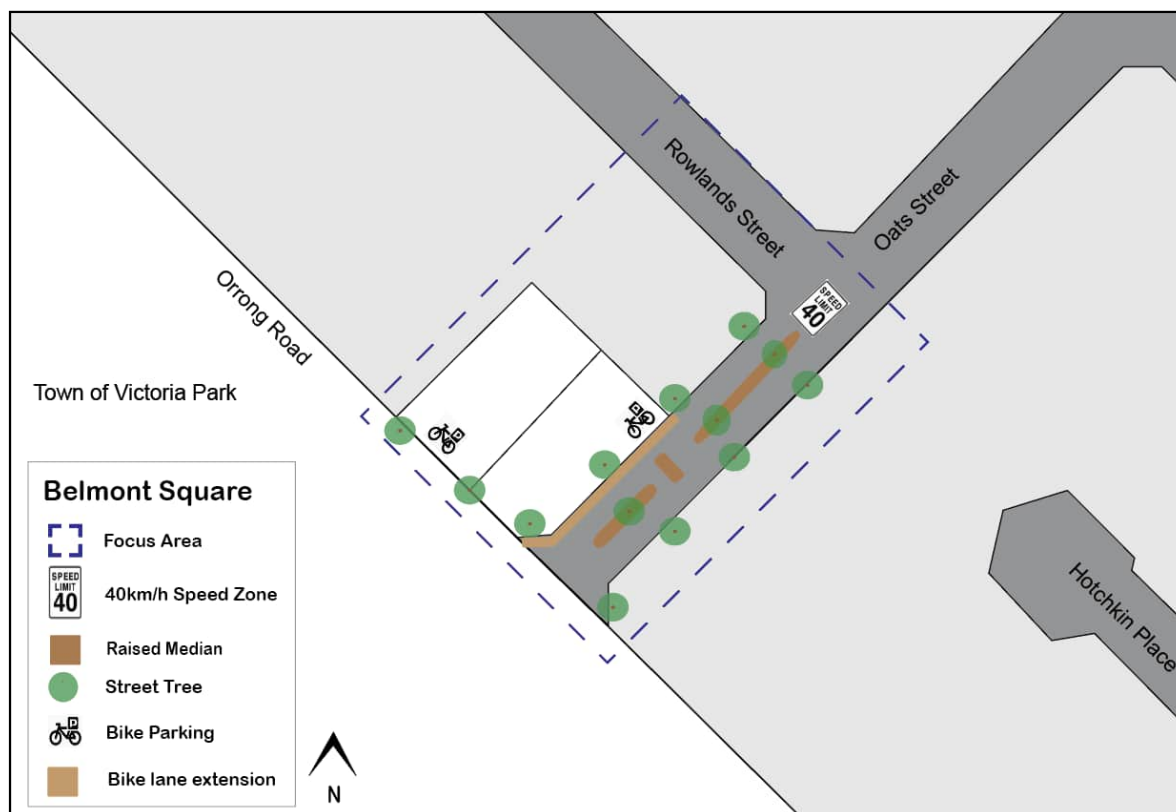 Rowlands Street
Oats Street
SPEED
LIMIT
40
Orrong Road
Town of Victoria Park
Hotchkin Place
Belmont Square
Focus Area
SPEED
LIMIT
40
40km/h Speed Zone
Raised Median
Street Tree
P
Bike Parking
Bike lane extension
N
P
P